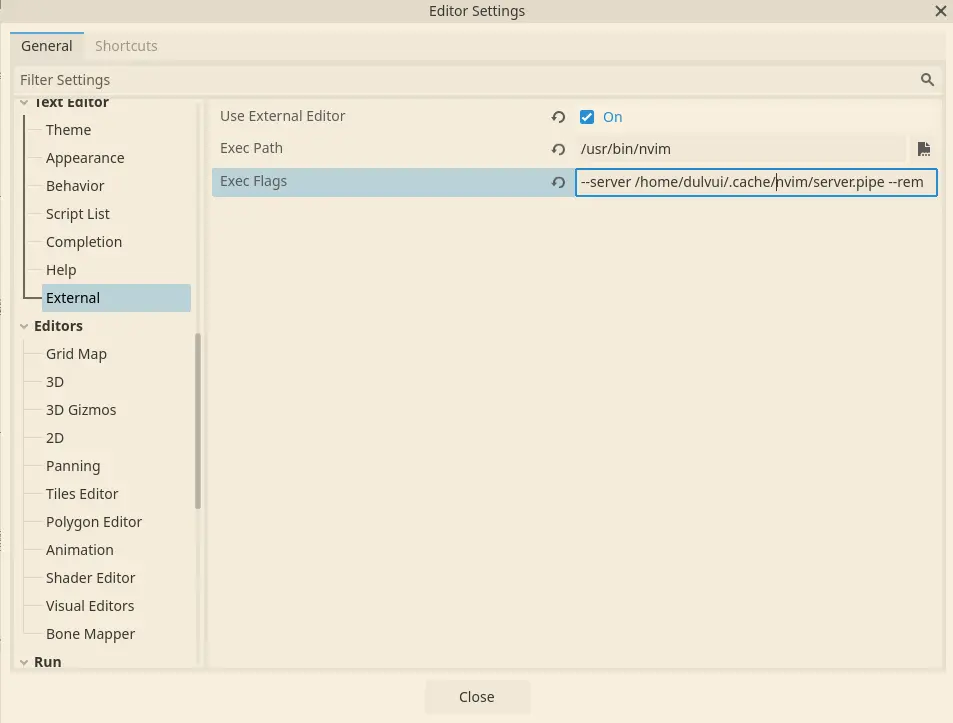 Editor Settings
General Shortcuts
Filter Settings
Text Editor
Theme
Appearance
Behavior
Script List
Completion
Help
External
Editors
Grid Map
3D
3D Gizmos
2D
Panning
Tiles Editor
Polygon Editor
Animation
Shader Editor
Visual Editors
Bone Mapper
Run
Use External Editor On
Exec Path /usr/bin/nvim
Exec Flags --server /home/dulvui/.cache/nvim/server.pipe --rem
Close